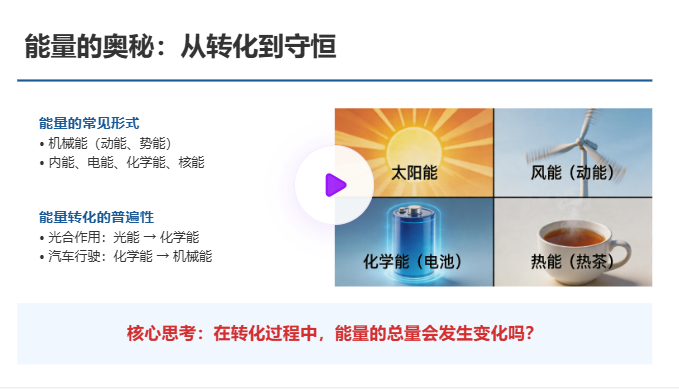 能量的奥秘：从转化到守恒
能量的常见形式
• 机械能（动能、势能）
• 内能、电能、化学能、核能
能量转化的普遍性
• 光合作用：光能 → 化学能
• 汽车行驶：化学能 → 机械能
太阳能
风能（动能）
化学能（电池）
热能（热茶）
核心思考：在转化过程中，能量的总量会发生变化吗？